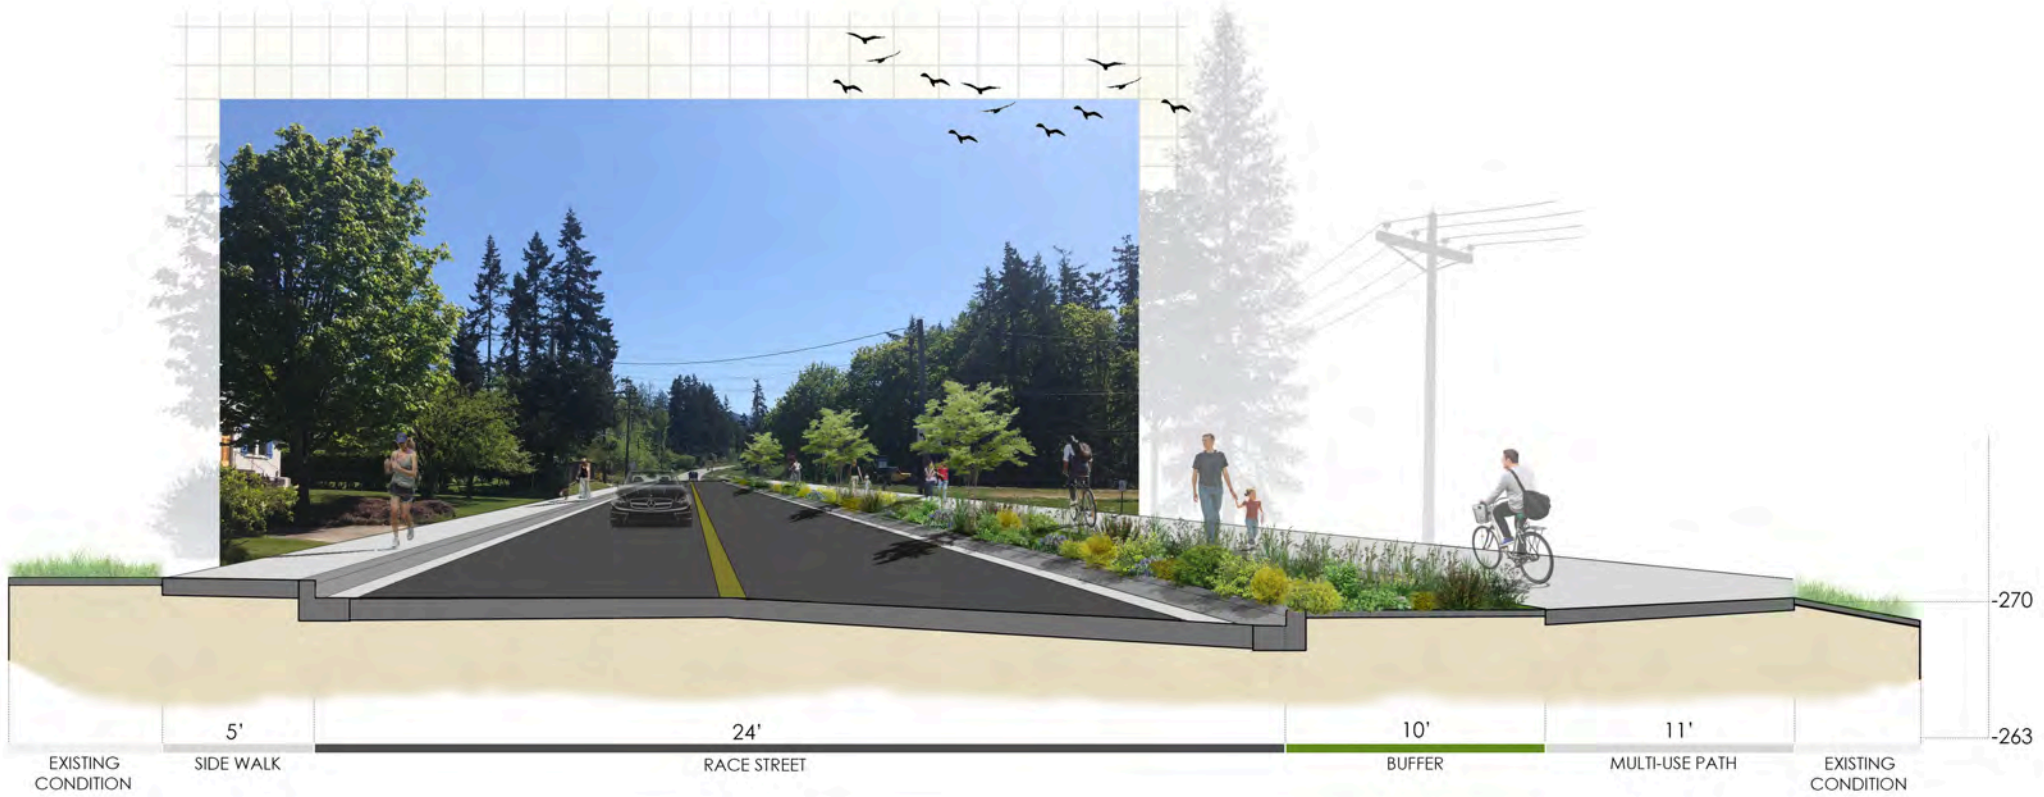 -270
-263
5'
24'
10'
11'
EXISTING
CONDITION
SIDE WALK
RACE STREET
BUFFER
MULTI-USE PATH
EXISTING
CONDITION